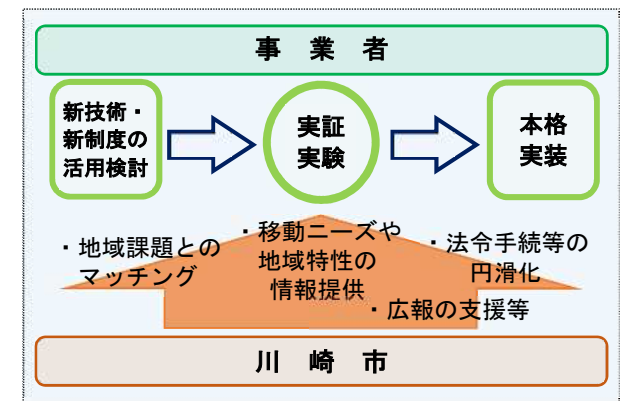 事 業 者
新技術・
新制度の
活用検討
実証
実験
本格
実装
・地域課題との
マッチング
・移動ニーズや
地域特性の
情報提供
・法令手続等の
円滑化
・広報の支援等
川 崎 市